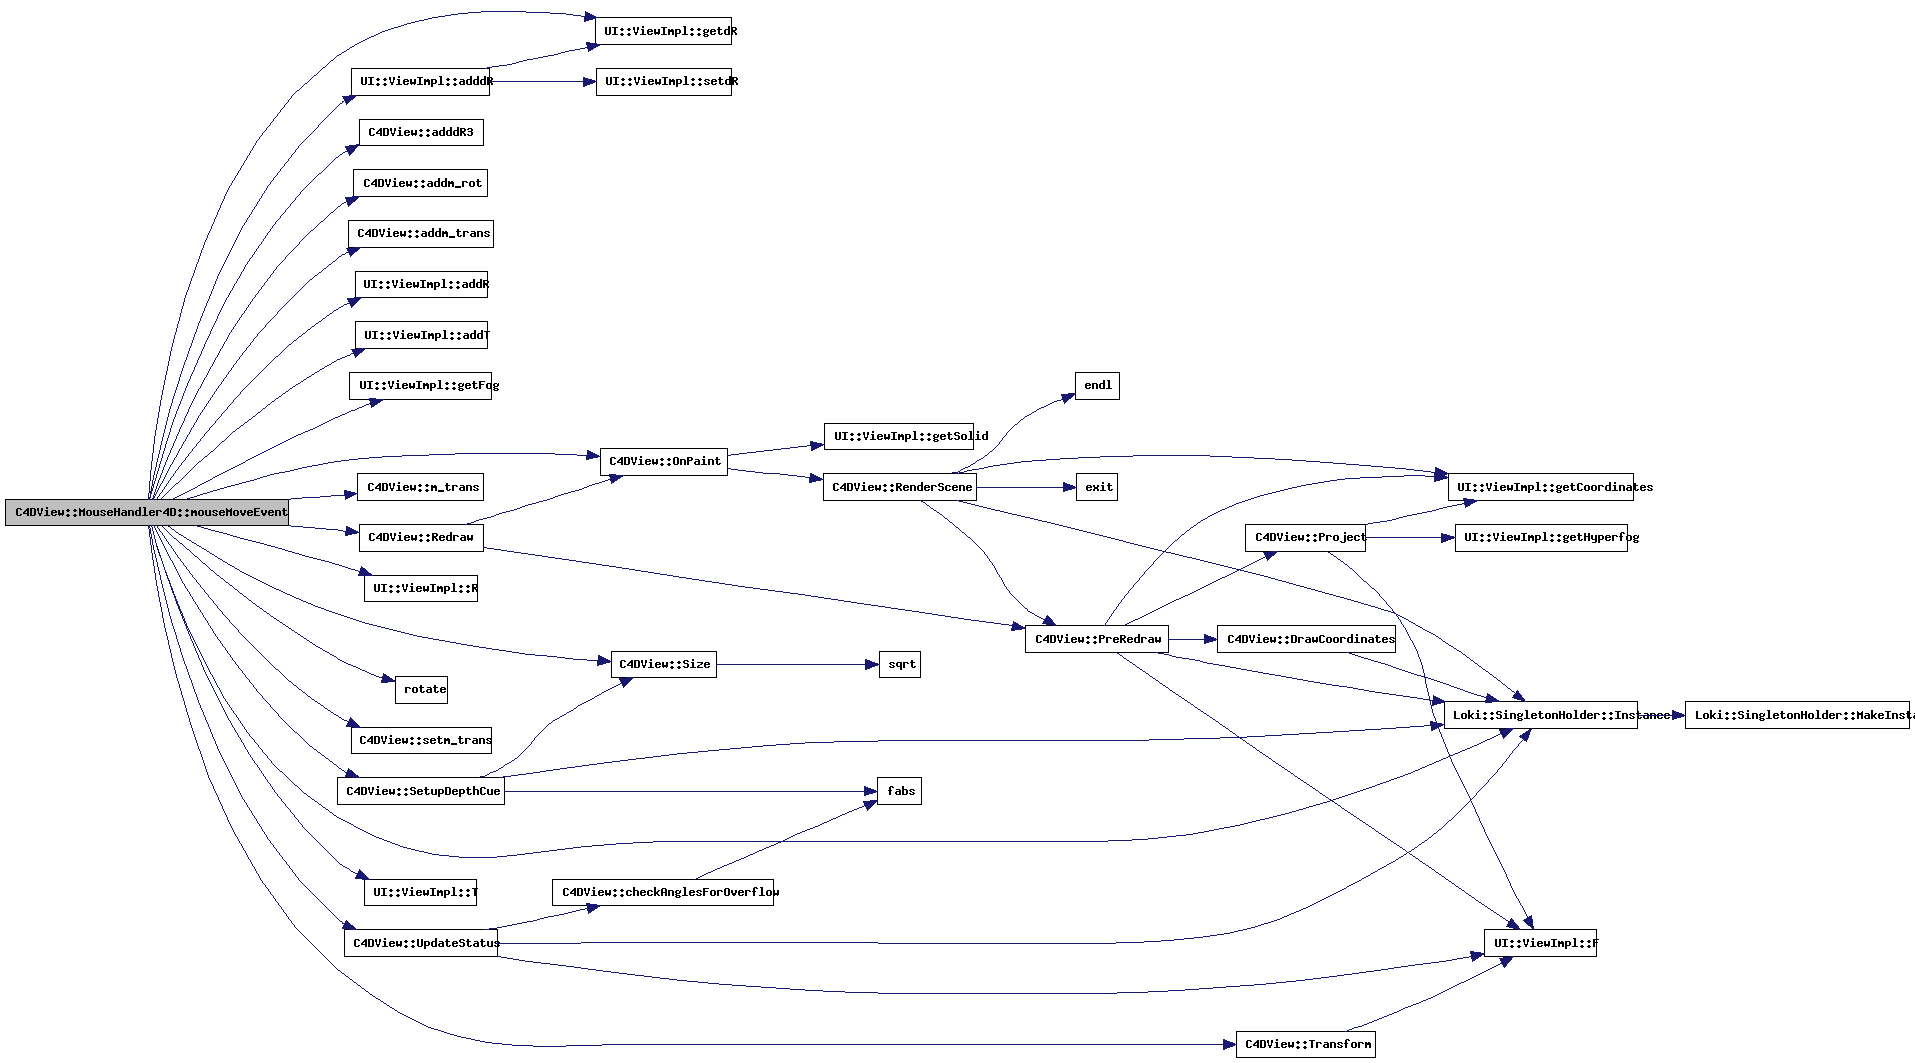 UI::ViewImpl::getdR
UI::ViewImpl::adddR
UI::ViewImpl::setdR
C4DView::adddR3
C4DView::addm_rot
C4DView::addm_trans
UI::ViewImpl::addR
UI::ViewImpl::addT
UI::ViewImpl::getFog
endl
UI::ViewImpl::getSolid
C4DView::OnPaint
C4DView::m_trans
C4DView::RenderScene
exit
UI::ViewImpl::getCoordinates
C4DView::MouseHandler4D::mouseMoveEvent
C4DView::Redraw
C4DView::Project
UI::ViewImpl::getHyperfog
UI::ViewImpl::R
C4DView::PreRedraw
C4DView::DrawCoordinates
C4DView::Size
sqrt
rotate
Loki::SingletonHolder::Instance
Loki::SingletonHolder::MakeInsta
C4DView::setm_trans
C4DView::SetupDepthCue
fabs
UI::ViewImpl::T
C4DView::checkAnglesForOverflow
C4DView::UpdateStatus
UI::ViewImpl::F
C4DView::Transform